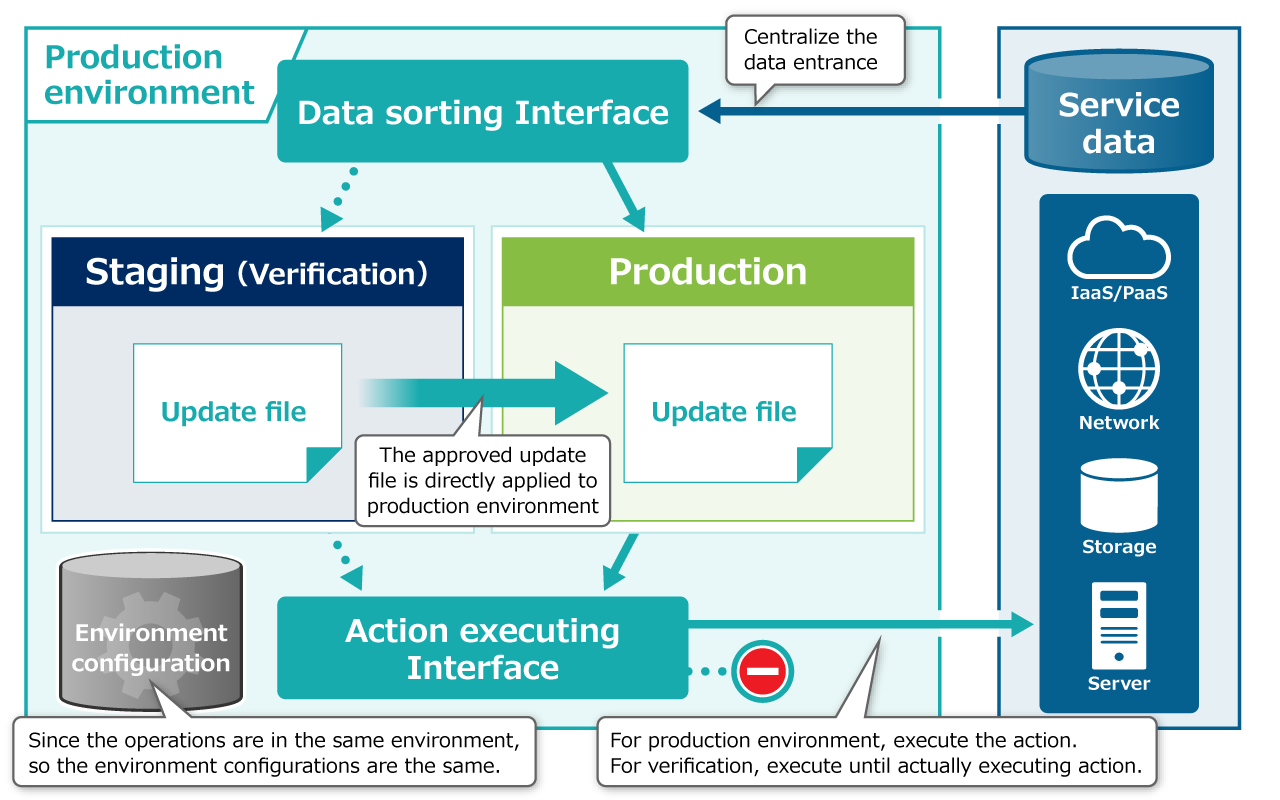 Production
environment
Centralize the
data entrance
Data sorting Interface
Service
data
Staging (Verification)
Production
IaaS/PaaS
Update file
Update file
Network
The approved update
file is directly applied to
production environment
Storage
Environment
configuration
Action executing
Interface
Server
Since the operations are in the same environment,
so the environment configurations are the same.
For production environment, execute the action.
For verification, execute until actually executing action.